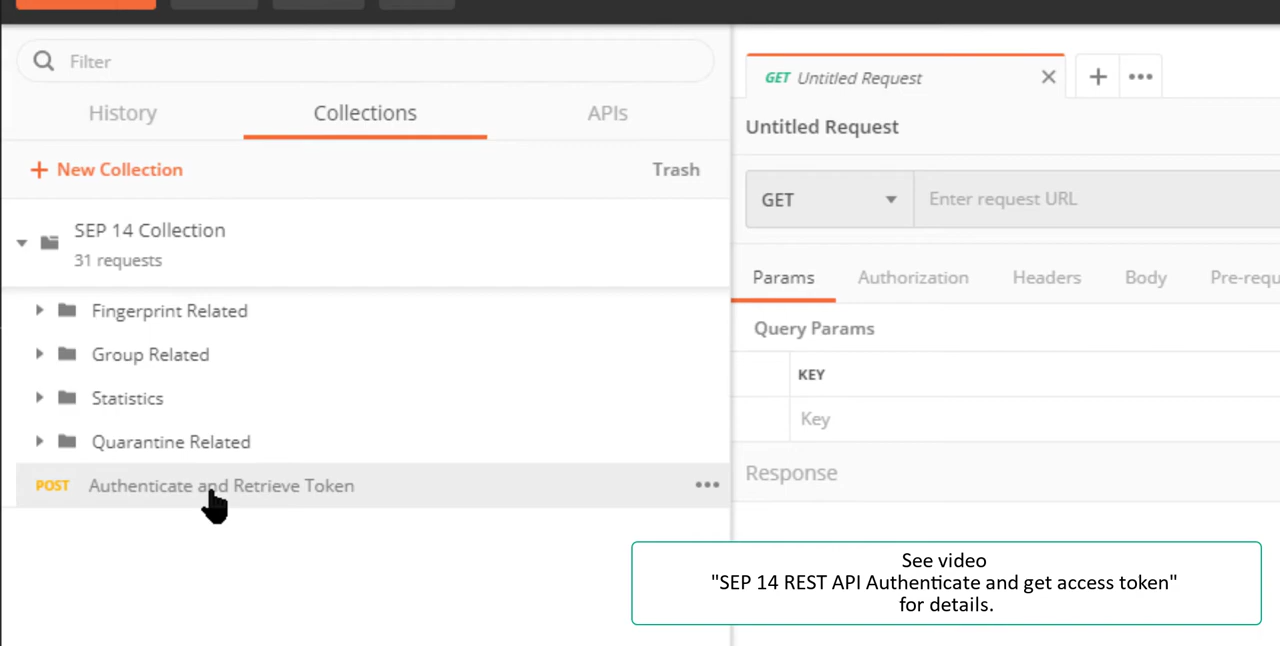 Filter
History Collections APIs
+ New Collection Trash
SEP 14 Collection
31 requests
Fingerprint Related
Group Related
Statistics
Quarantine Related
POST Authenticate and Retrieve Token
GET Untitled Request
Untitled Request
GET Enter request URL
Params Authorization Headers Body Pre-requ
Query Params
KEY
Key
Response
See video
"SEP 14 REST API Authenticate and get access token"
for details.